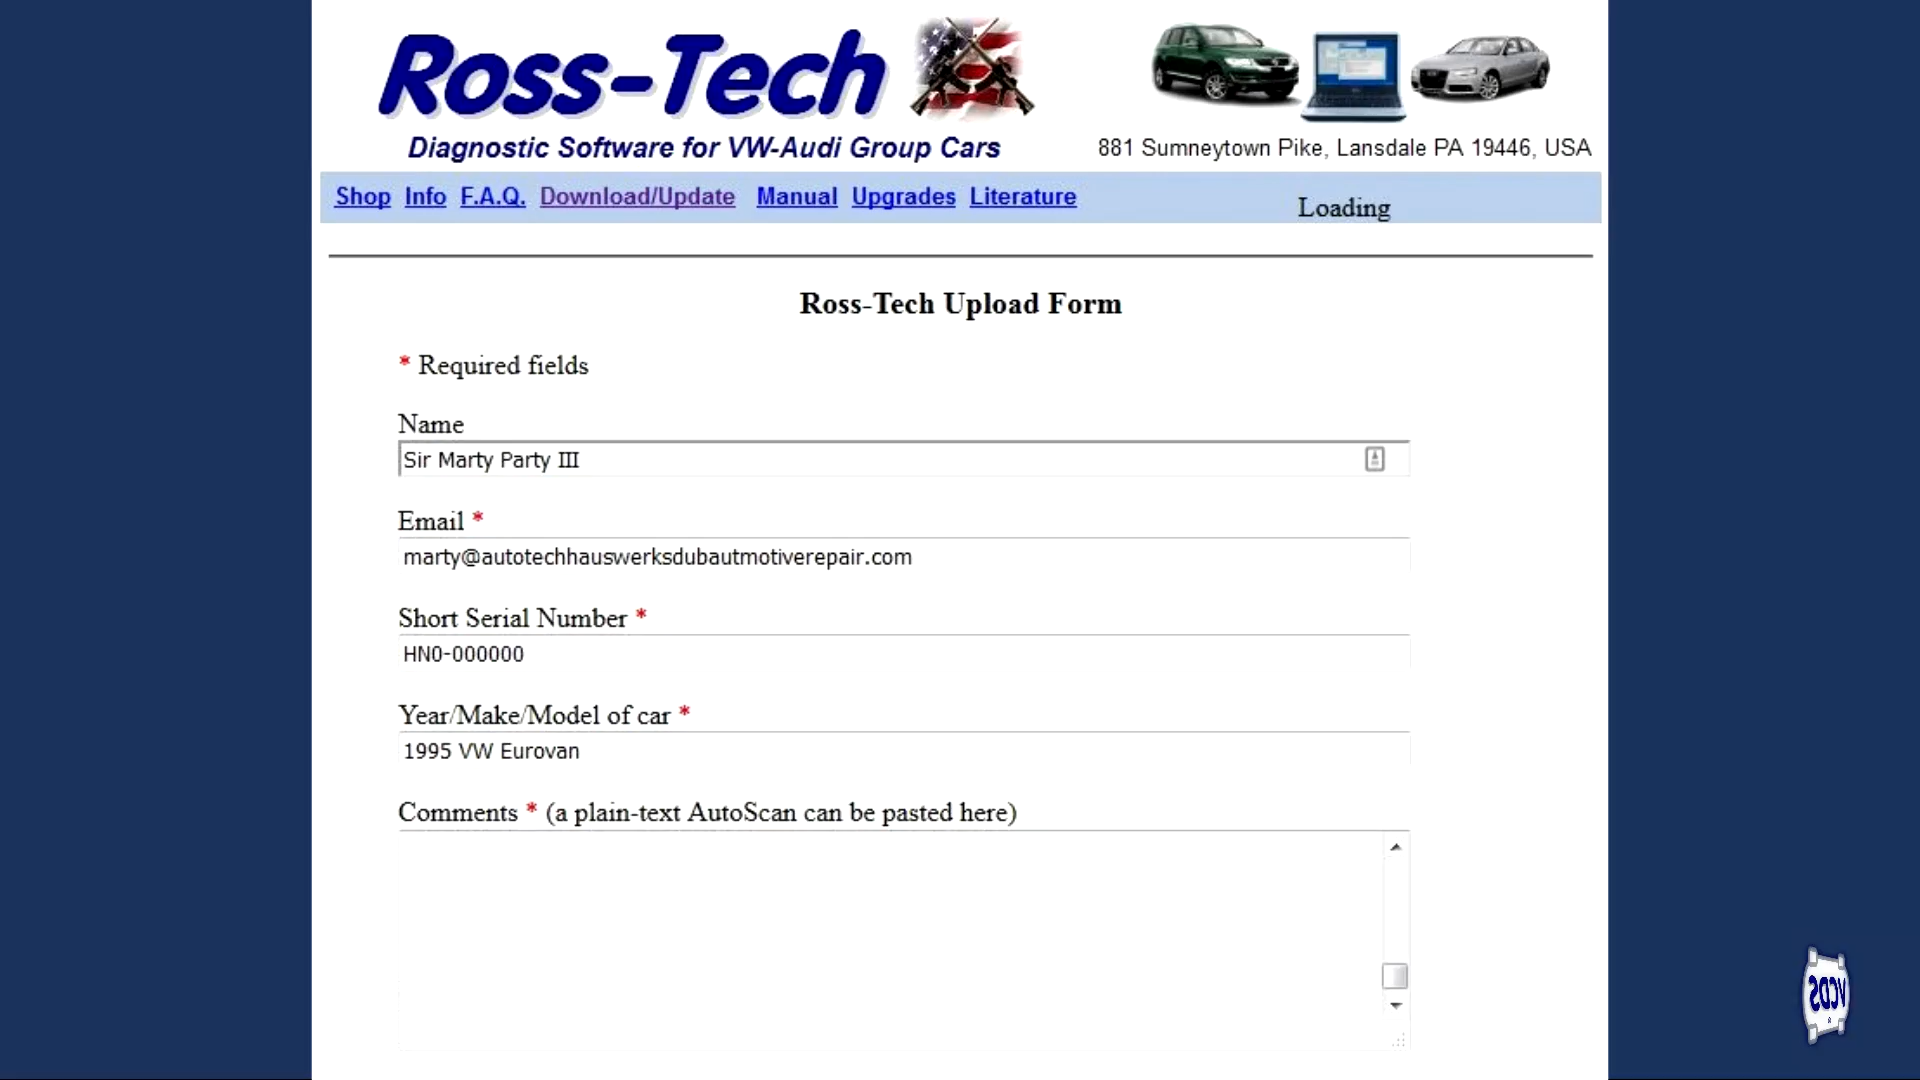 Ross-Tech
Diagnostic Software for VW-Audi Group Cars
881 Sumneytown Pike, Lansdale PA 19446, USA
Shop Info F.A.Q. Download/Update Manual Upgrades Literature
Loading
Ross-Tech Upload Form
* Required fields
Name
Sir Marty Party III
Email *
marty@autotechhauswerksdubautmotiverepair.com
Short Serial Number *
HN0-000000
Year/Make/Model of car *
1995 VW Eurovan
Comments * (a plain-text AutoScan can be pasted here)
VCDS